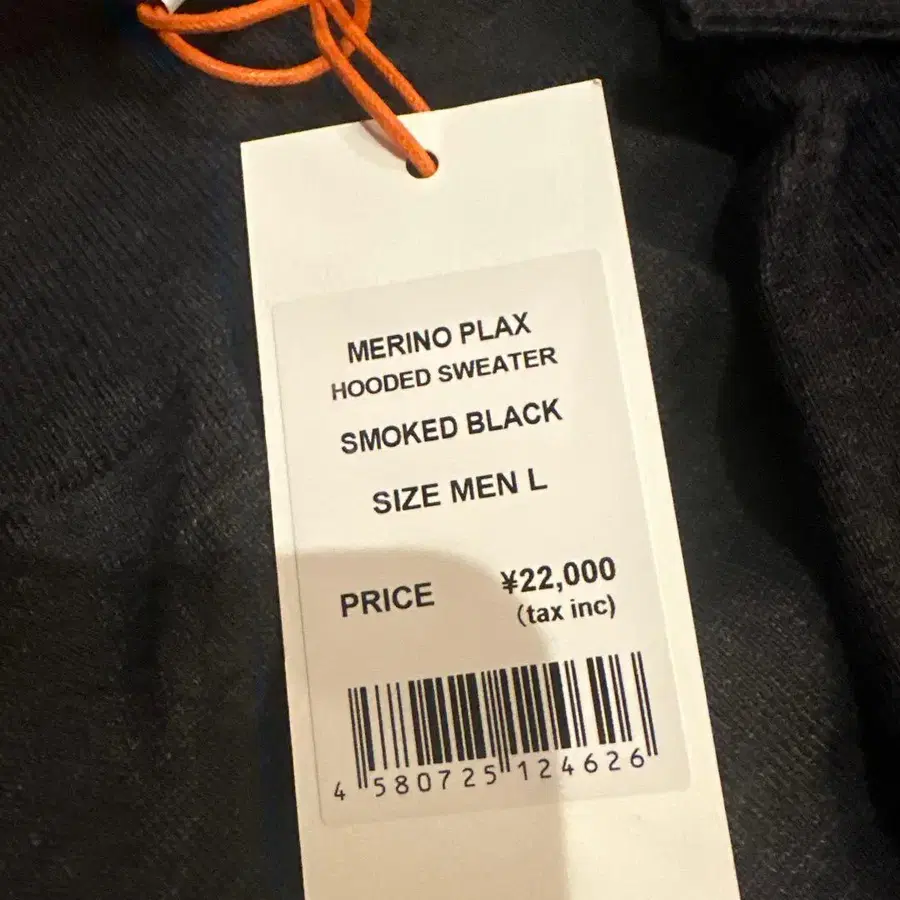 MERINO PLAX
HOODED SWEATER
SMOKED BLACK
SIZE MEN L
PRICE ¥22,000
(tax inc)
4 580725 124626